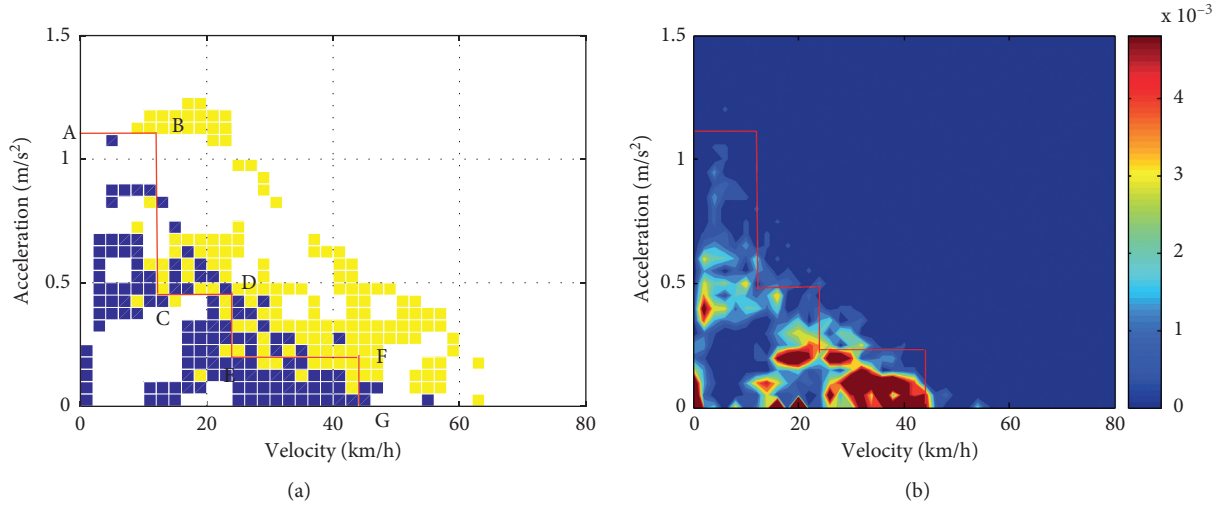 x 10⁻³
1.5
1
0.5
0
Acceleration (m/s²)
A
B
C
D
E
F
G
0
20
40
60
80
Velocity (km/h)
(a)
1.5
1
0.5
0
Acceleration (m/s²)
0
20
40
60
80
Velocity (km/h)
4
3
2
1
0
(b)